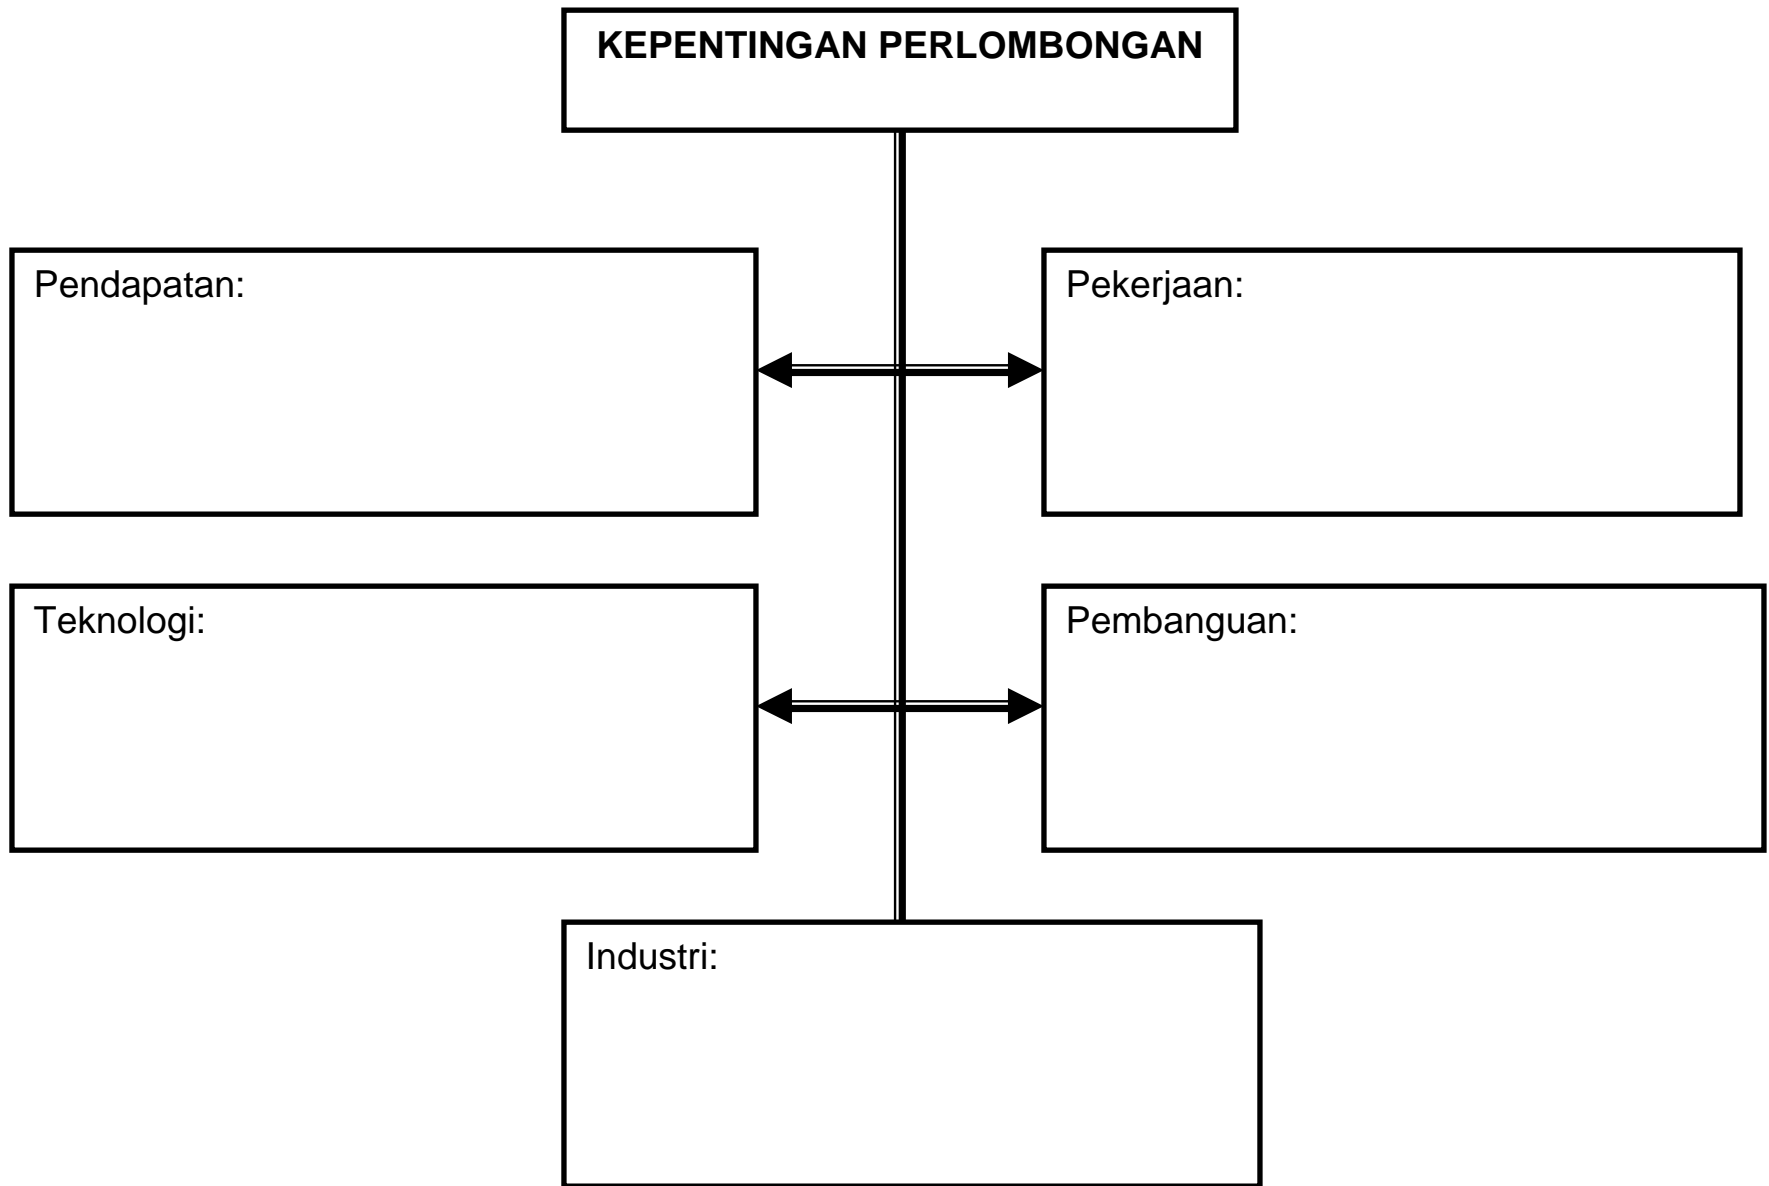 KEPENTINGAN PERLOMBONGAN
Pendapatan:
Pekerjaan:
Teknologi:
Pembanguan:
Industri: